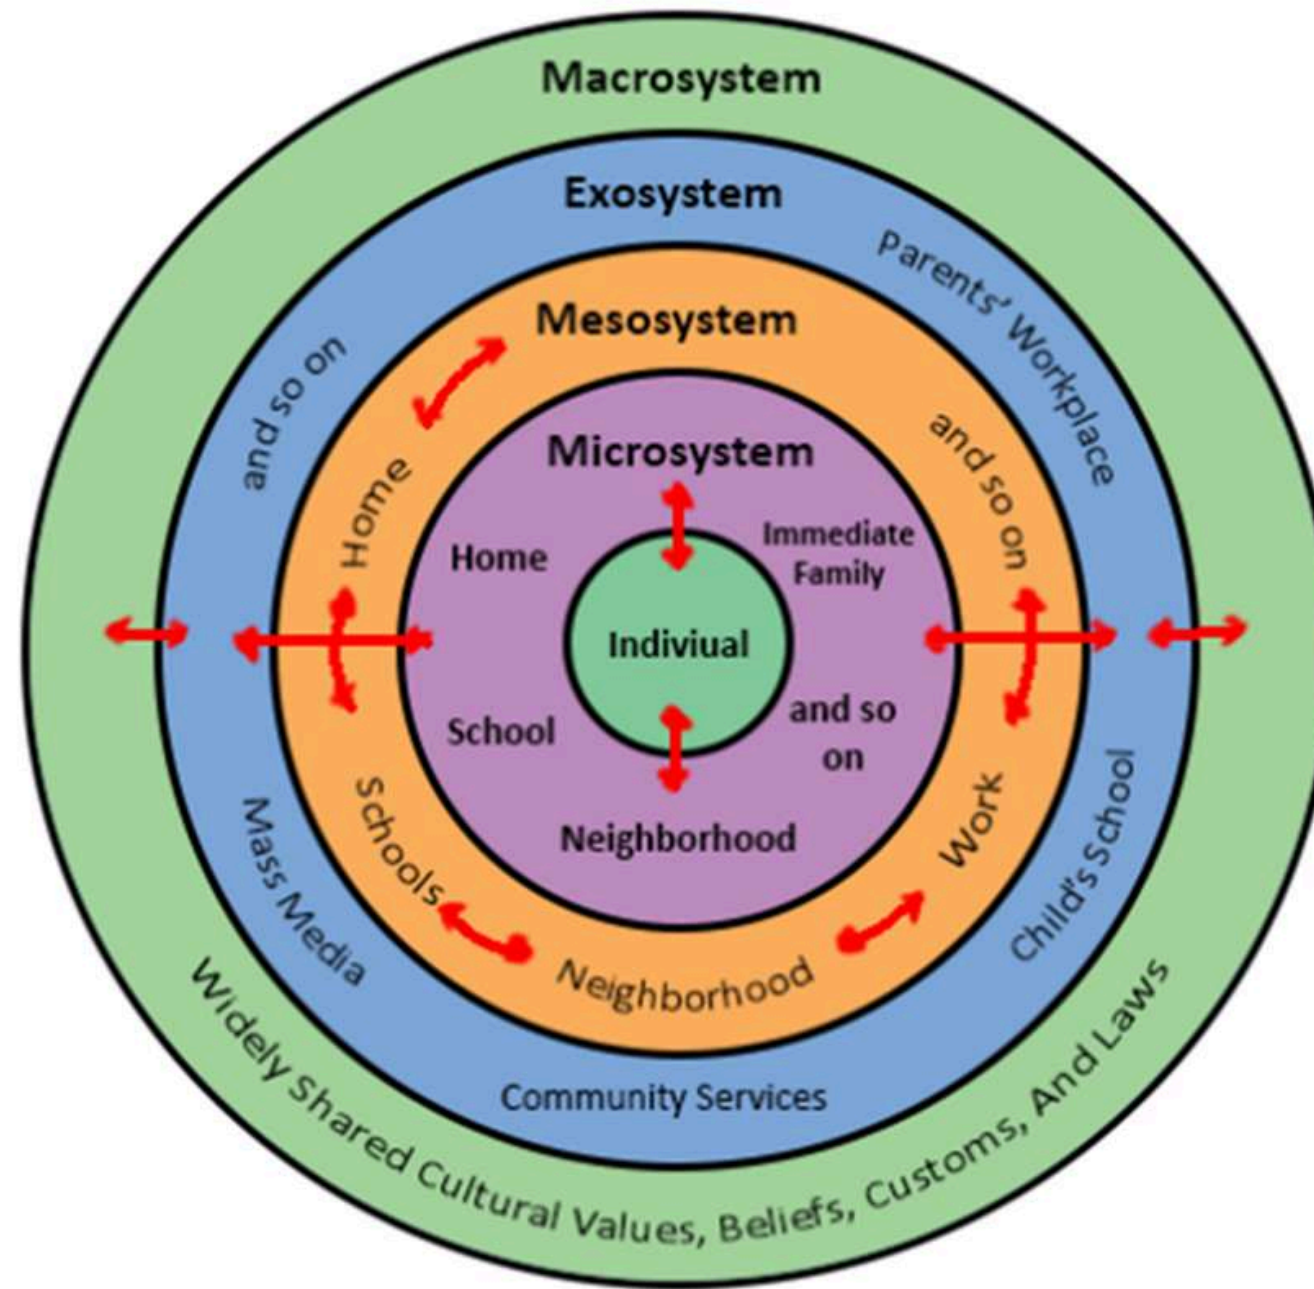 Macrosystem
Exosystem
Parents' Workplace
and so on
Mesosystem
and so on
Home
Microsystem
Immediate
Family
Home
Indiviual
School
and so
on
Neighborhood
Schools
Work
Neighborhood
Mass Media
Child's School
Community Services
Widely Shared Cultural Values, Beliefs, Customs, And Laws